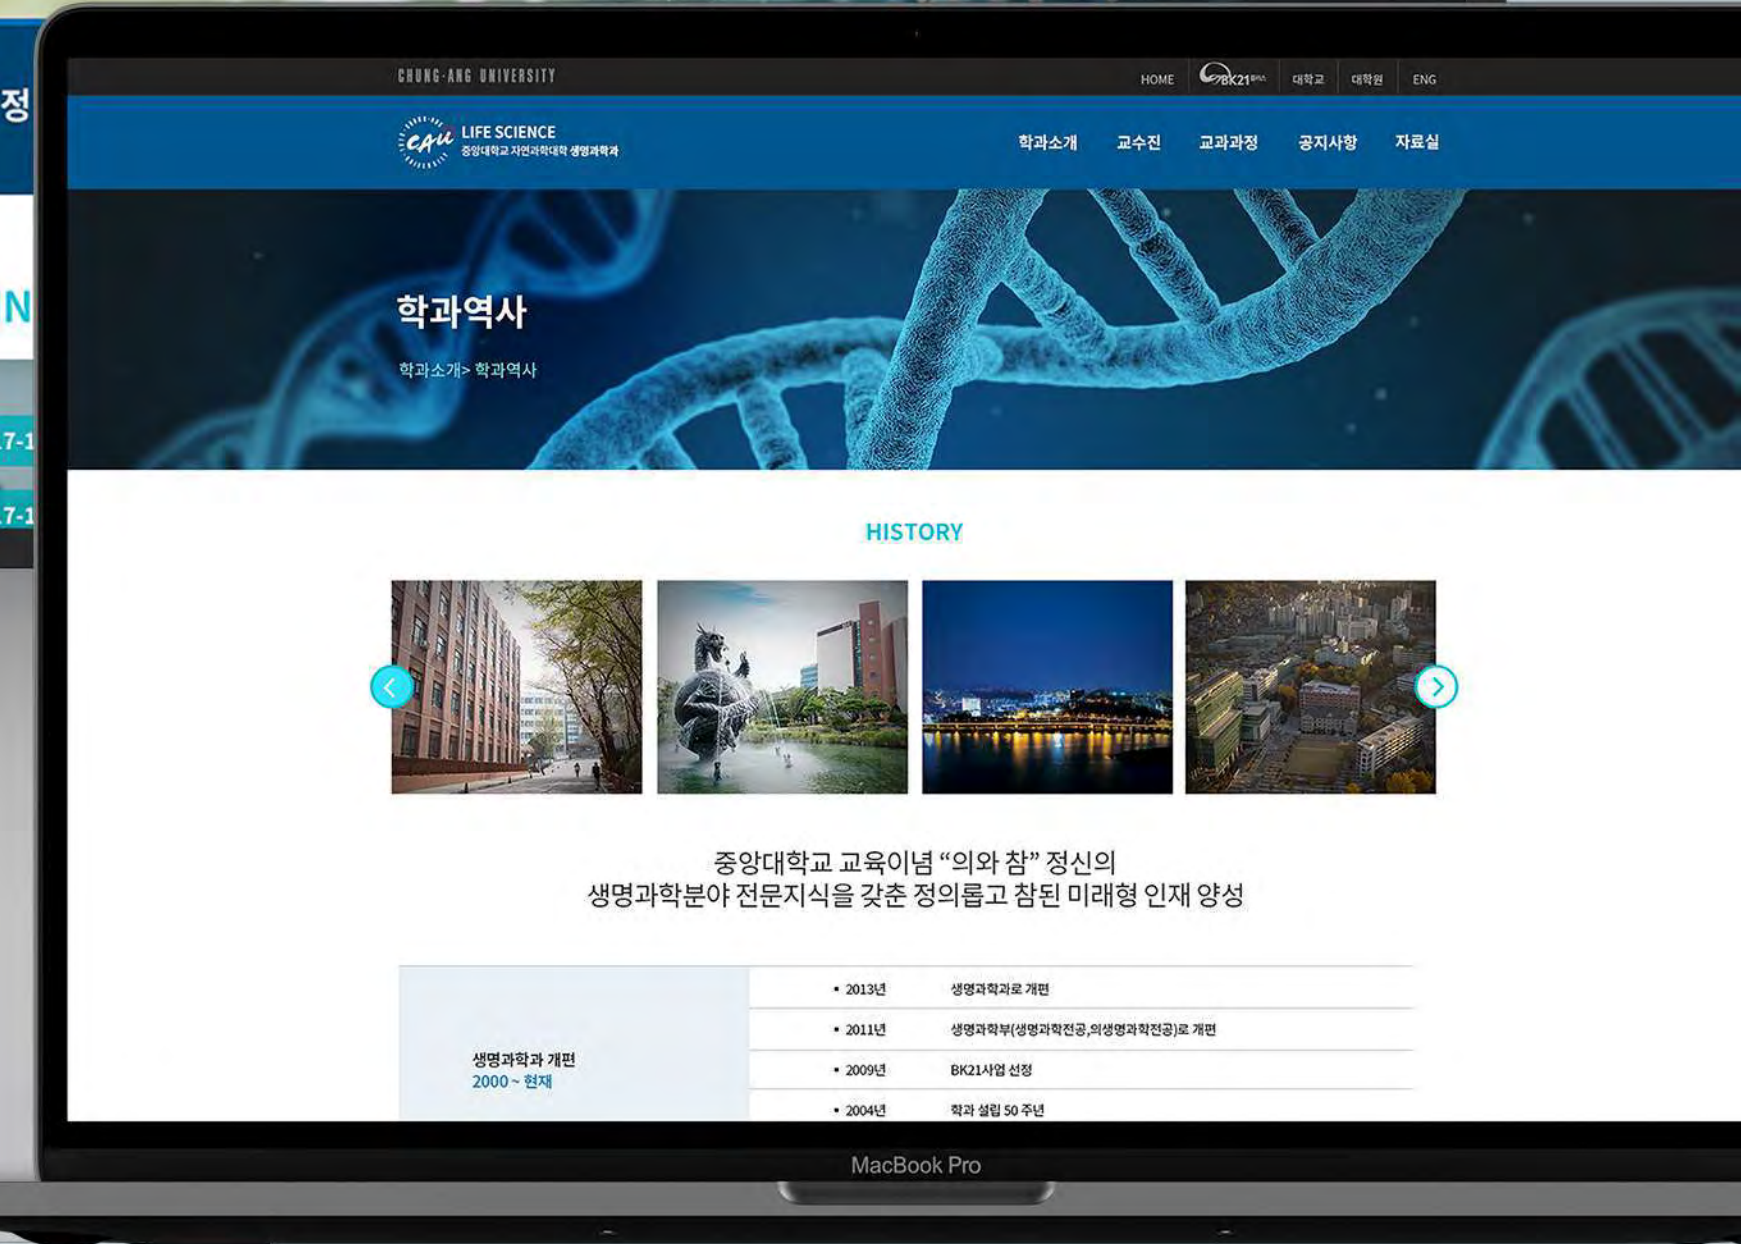 정
N
7-1
7-1
CHUNG-ANG UNIVERSITY
HOME
BK21플러스
대학교
대학원
ENG
CAU
LIFE SCIENCE
중앙대학교 자연과학대학 생명과학과
학과소개
교수진
교과과정
공지사항
자료실
학과역사
학과소개> 학과역사
HISTORY
중앙대학교 교육이념 “의와 참” 정신의
생명과학분야 전문지식을 갖춘 정의롭고 참된 미래형 인재 양성
생명과학과 개편
2000 ~ 현재
▪ 2013년 생명과학과로 개편
▪ 2011년 생명과학부(생명과학전공,의생명과학전공)로 개편
▪ 2009년 BK21사업 선정
▪ 2004년 학과 설립 50 주년
MacBook Pro